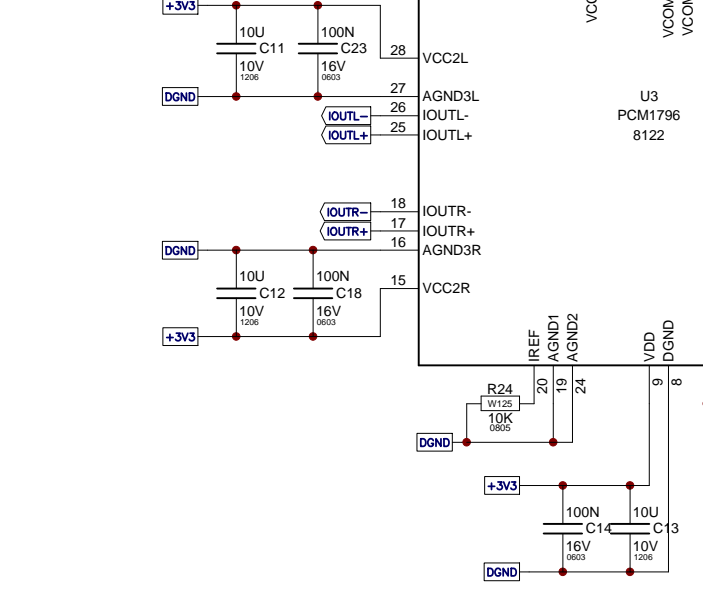 +3V3
VCC
VCOM
VCOM
10U
C11
10V
1206
100N
C23
16V
0603
28
VCC2L
DGND
27
AGND3L
U3
IOUTL-
26
IOUTL-
PCM1796
IOUTL+
25
IOUTL+
8122
IOUTR-
18
IOUTR-
IOUTR+
17
IOUTR+
DGND
16
AGND3R
10U
C12
10V
1206
100N
C18
16V
0603
15
VCC2R
+3V3
IREF
AGND1
AGND2
VDD
DGND
20
19
24
9
8
R24
W125
10K
0805
DGND
+3V3
100N
C14
16V
0603
10U
C13
10V
1206
DGND